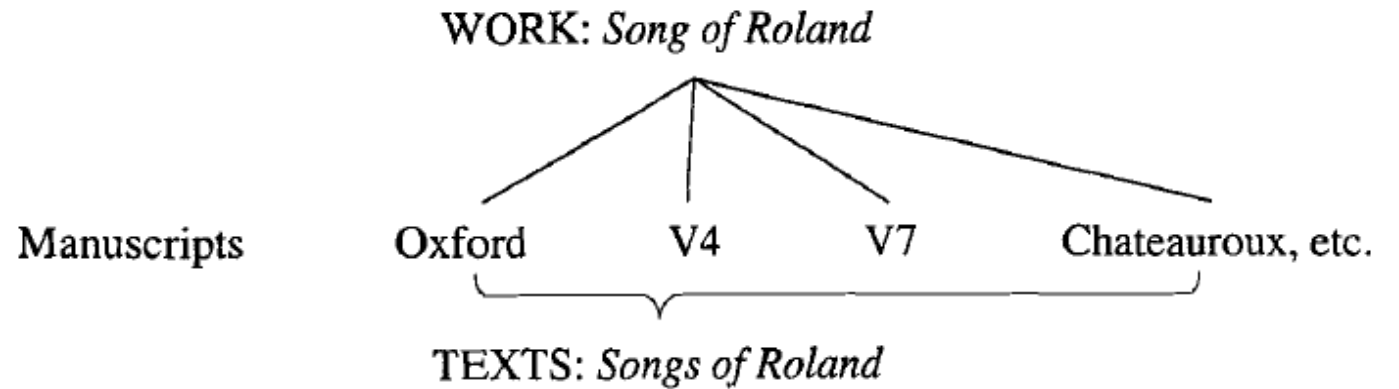 WORK: Song of Roland
Manuscripts Oxford V4 V7 Chateauroux, etc.
TEXTS: Songs of Roland